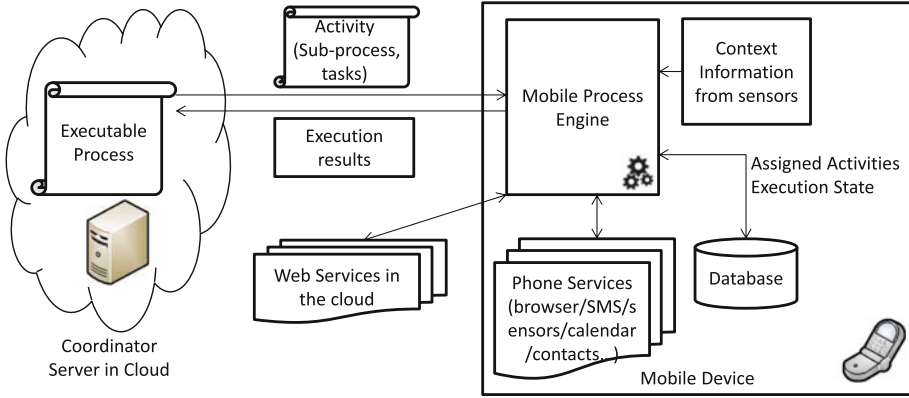 Activity
(Sub-process,
tasks)
Executable
Process
Execution
results
Mobile Process
Engine
Context
Information
from sensors
Assigned Activities
Execution State
Web Services in
the cloud
Phone Services
(browser/SMS/s
ensors/calendar
/contacts...)
Database
Coordinator
Server in Cloud
Mobile Device